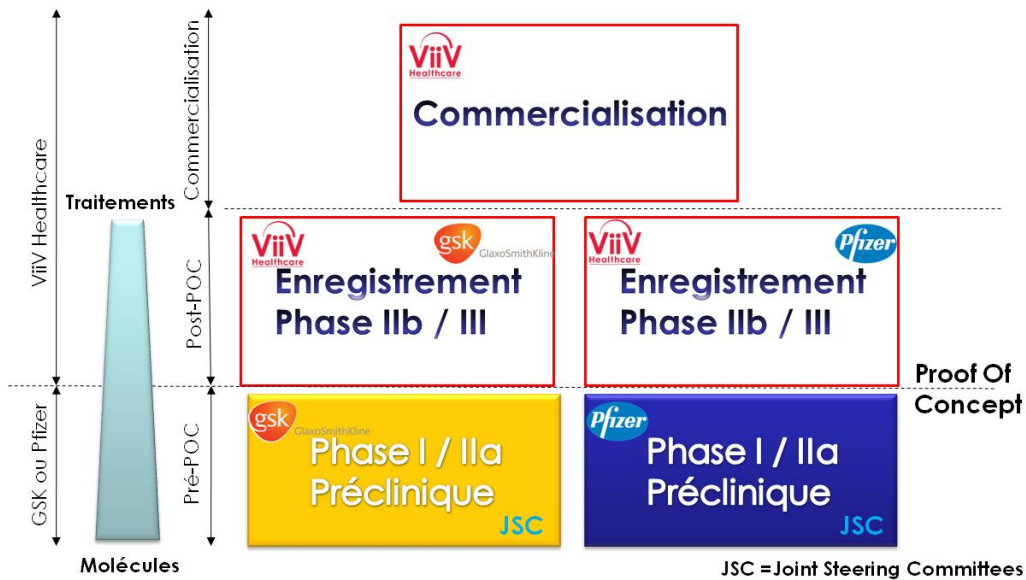 ViiV
Healthcare
Commercialisation
Commercialisation
ViiV Healthcare
Traitements
ViiV
Healthcare
gsk
GlaxoSmithKline
Enregistrement
Phase IIb / III
ViiV
Healthcare
Pfizer
Enregistrement
Phase IIb / III
Post-POC
Proof Of
Concept
GSK ou Pfizer
Pré-POC
gsk
GlaxoSmithKline
Phase I / IIa
Préclinique
JSC
Pfizer
Phase I / IIa
Préclinique
JSC
Molécules
JSC =Joint Steering Committees